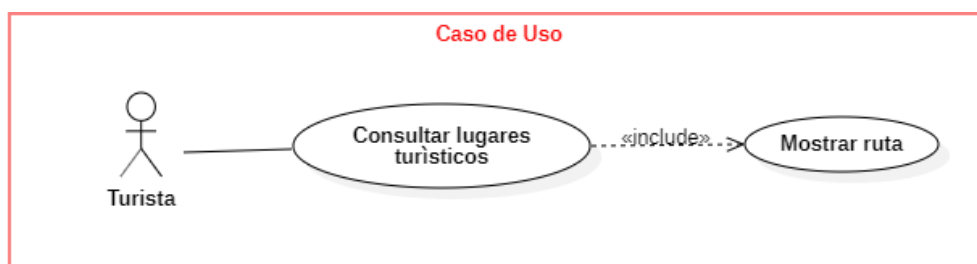 Caso de Uso
Consultar lugares
turìsticos
«include»
Mostrar ruta
Turista